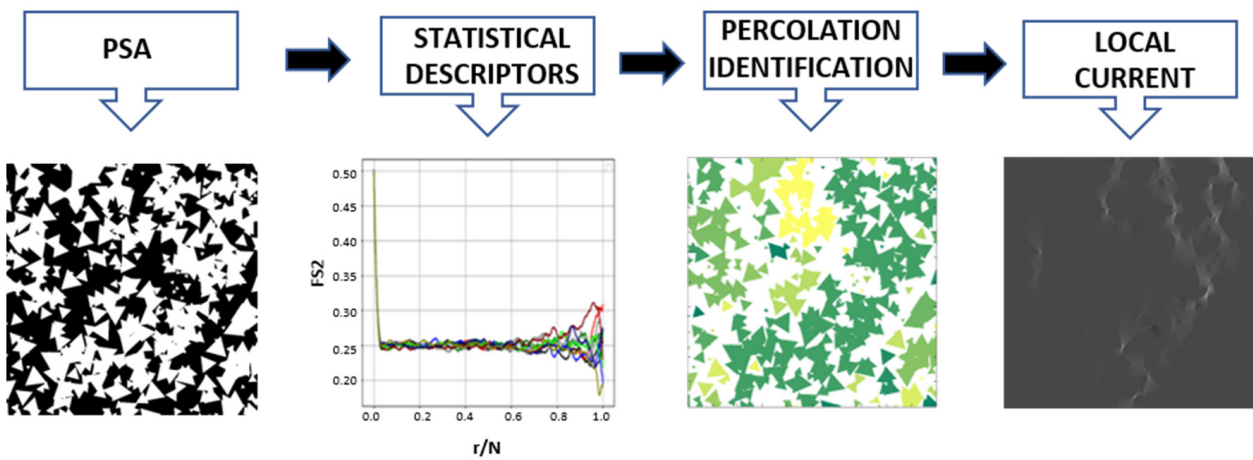 PSA
STATISTICAL
DESCRIPTORS
PERCOLATION
IDENTIFICATION
LOCAL
CURRENT
0.50
0.45
0.40
0.35
0.30
0.25
0.20
FS2
0.0 0.2 0.4 0.6 0.8 1.0
r/N